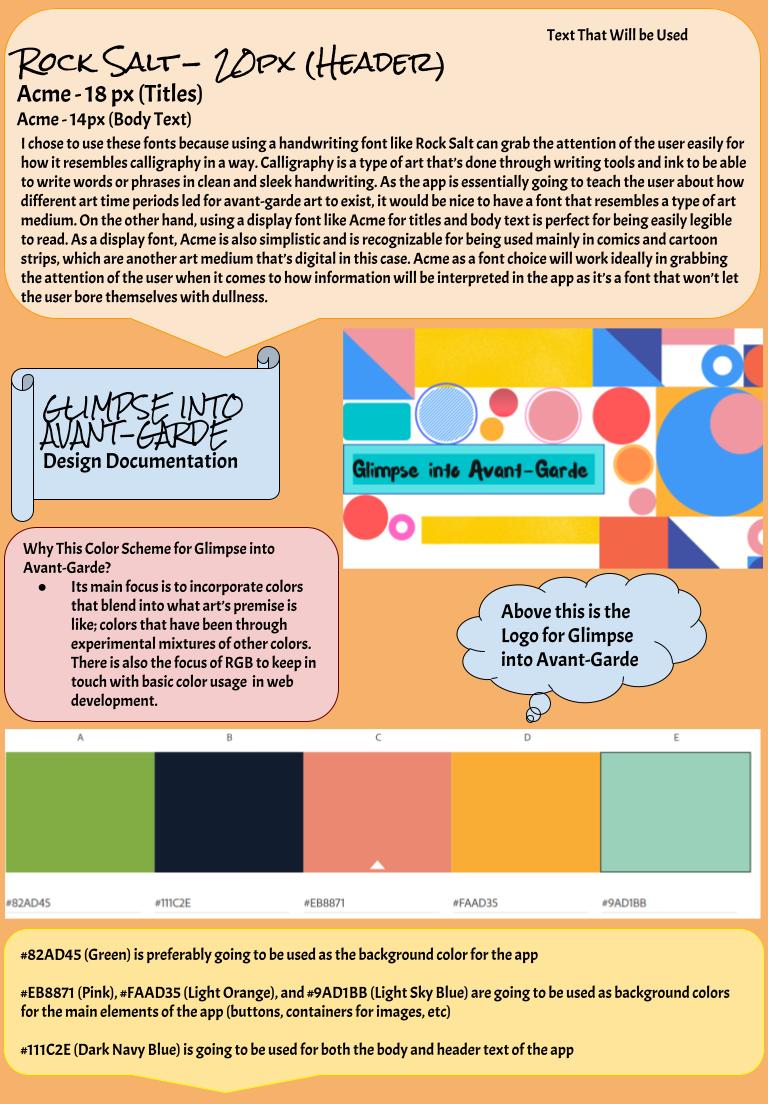 Text That Will be Used
Rock Salt - 20px (Header)
Acme - 18 px (Titles)
Acme - 14px (Body Text)
I chose to use these fonts because using a handwriting font like Rock Salt can grab the attention of the user easily for
how it resembles calligraphy in a way. Calligraphy is a type of art that's done through writing tools and ink to be able
to write words or phrases in clean and sleek handwriting. As the app is essentially going to teach the user about how
different art time periods led for avant-garde art to exist, it would be nice to have a font that resembles a type of art
medium. On the other hand, using a display font like Acme for titles and body text is perfect for being easily legible
to read. As a display font, Acme is also simplistic and is recognizable for being used mainly in comics and cartoon
strips, which are another art medium that's digital in this case. Acme as a font choice will work ideally in grabbing
the attention of the user when it comes to how information will be interpreted in the app as it's a font that won't let
the user bore themselves with dullness.
Glimpse into
Avant-Garde
Design Documentation
Glimpse into Avant-Garde
Why This Color Scheme for Glimpse into
Avant-Garde?
● Its main focus is to incorporate colors
that blend into what art's premise is
like; colors that have been through
experimental mixtures of other colors.
There is also the focus of RGB to keep in
touch with basic color usage in web
development.
Above this is the
Logo for Glimpse
into Avant-Garde
A B C D E
#82AD45 #111C2E #EB8871 #FAAD35 #9AD1BB
#82AD45 (Green) is preferably going to be used as the background color for the app
#EB8871 (Pink), #FAAD35 (Light Orange), and #9AD1BB (Light Sky Blue) are going to be used as background colors
for the main elements of the app (buttons, containers for images, etc)
#111C2E (Dark Navy Blue) is going to be used for both the body and header text of the app